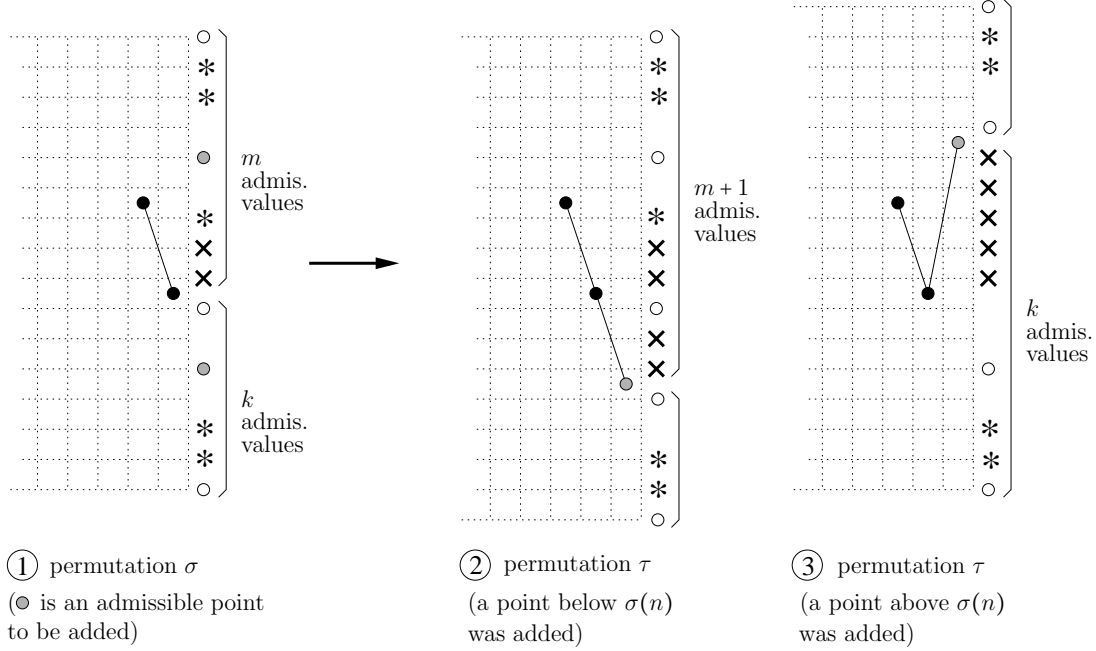 m
admis.
values
k
admis.
values
m + 1
admis.
values
k
admis.
values
1 permutation σ
( is an admissible point
to be added)
2 permutation τ
(a point below σ(n)
was added)
3 permutation τ
(a point above σ(n)
was added)